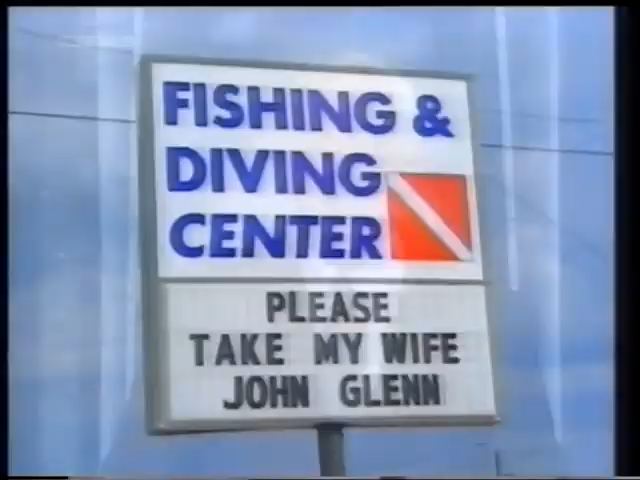 FISHING &
DIVING
CENTER
PLEASE
TAKE MY WIFE
JOHN GLENN